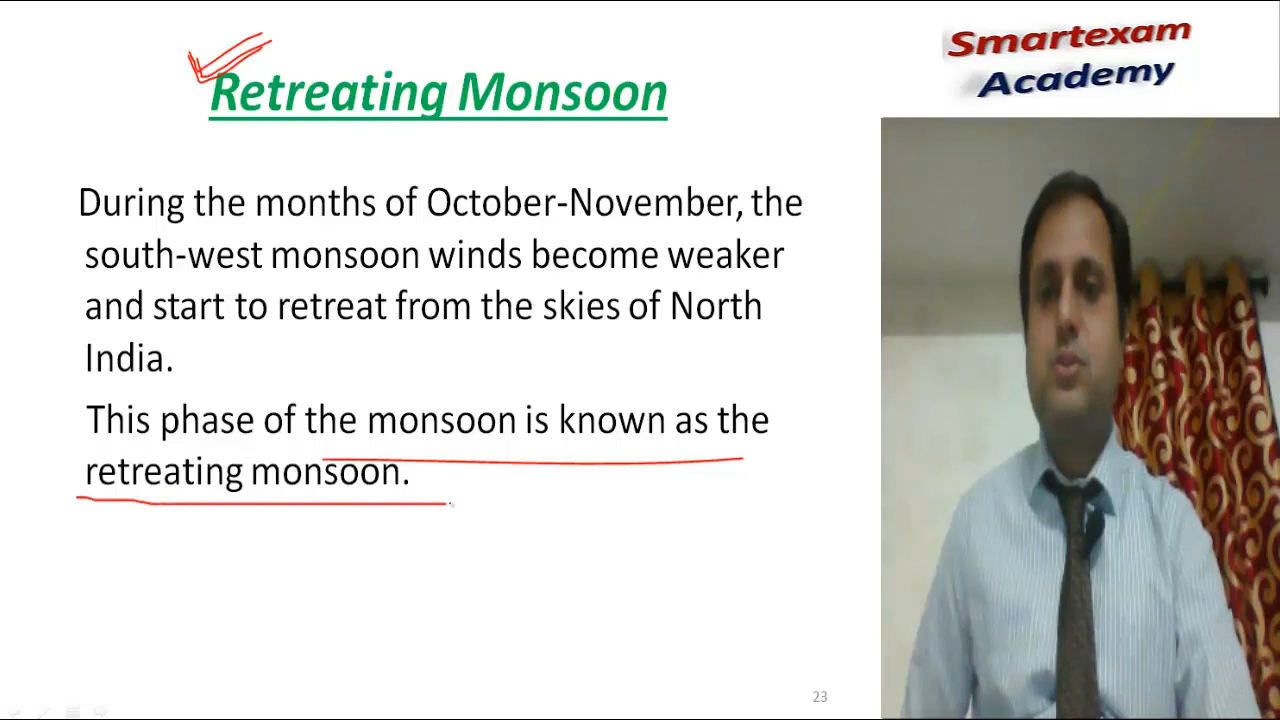 Smartexam
Academy
Retreating Monsoon
During the months of October-November, the
south-west monsoon winds become weaker
and start to retreat from the skies of North
India.
This phase of the monsoon is known as the
retreating monsoon.
23